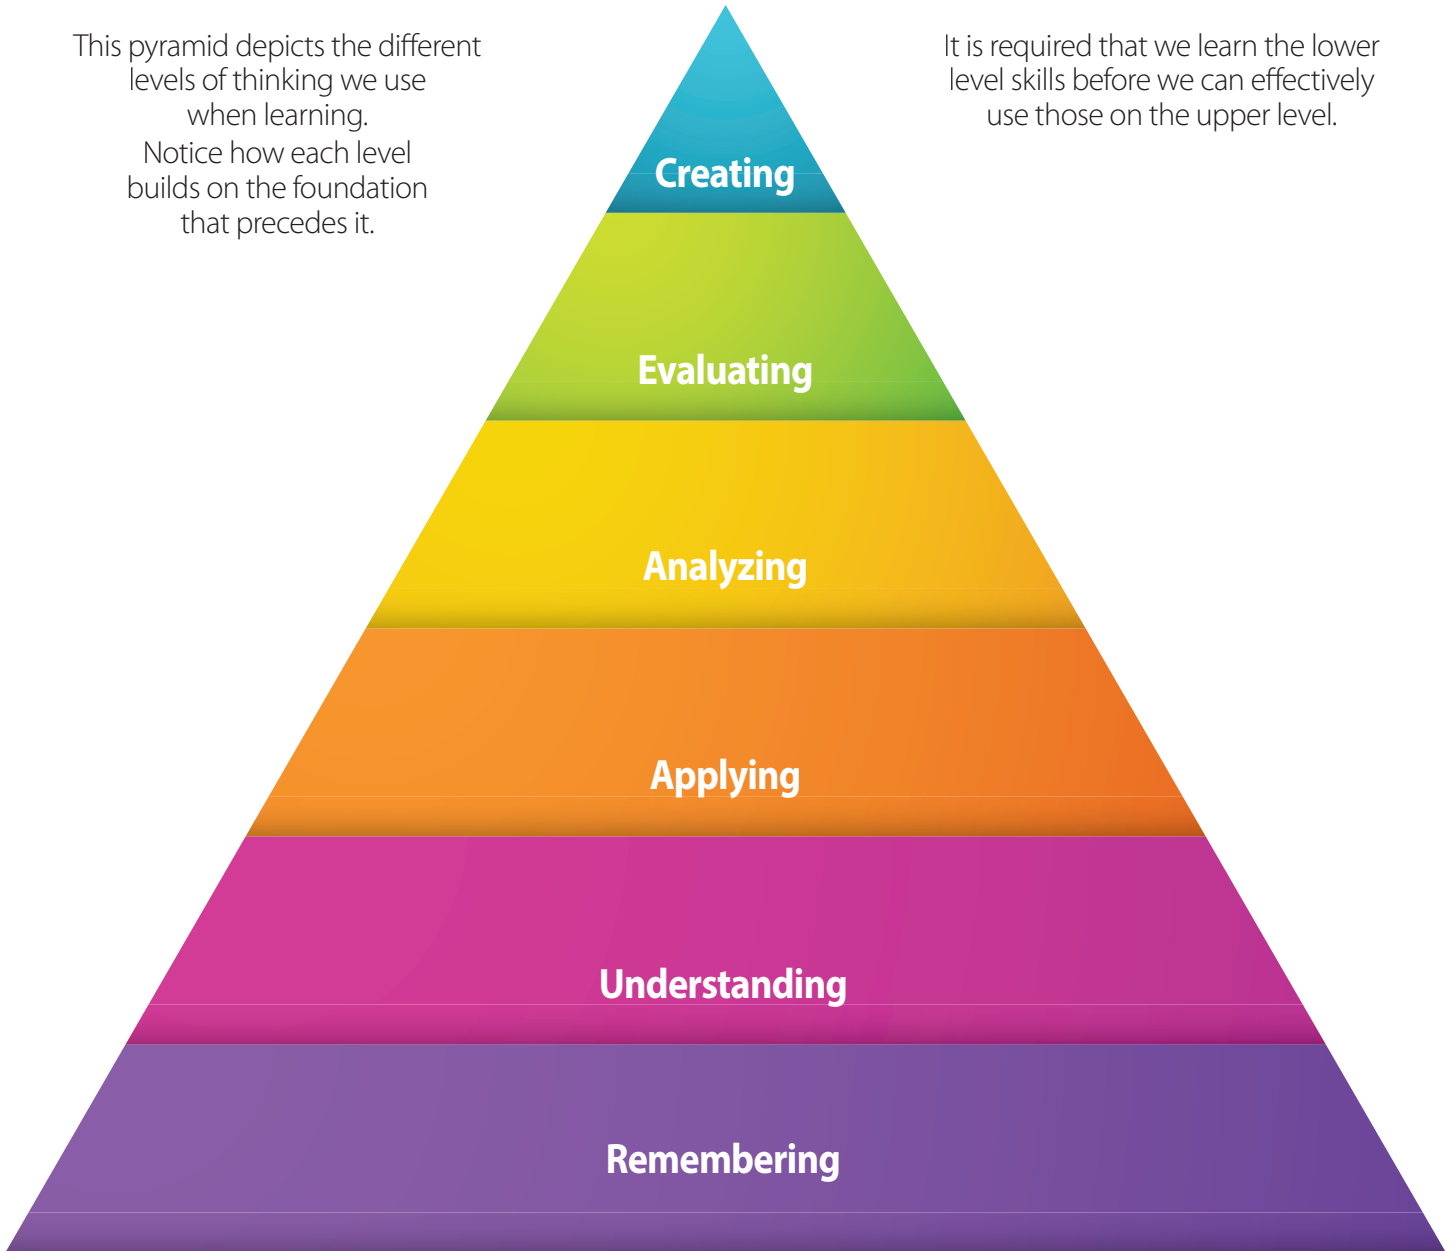 This pyramid depicts the different
levels of thinking we use
when learning.
Notice how each level
builds on the foundation
that precedes it.
It is required that we learn the lower
level skills before we can effectively
use those on the upper level.
Creating
Evaluating
Analyzing
Applying
Understanding
Remembering